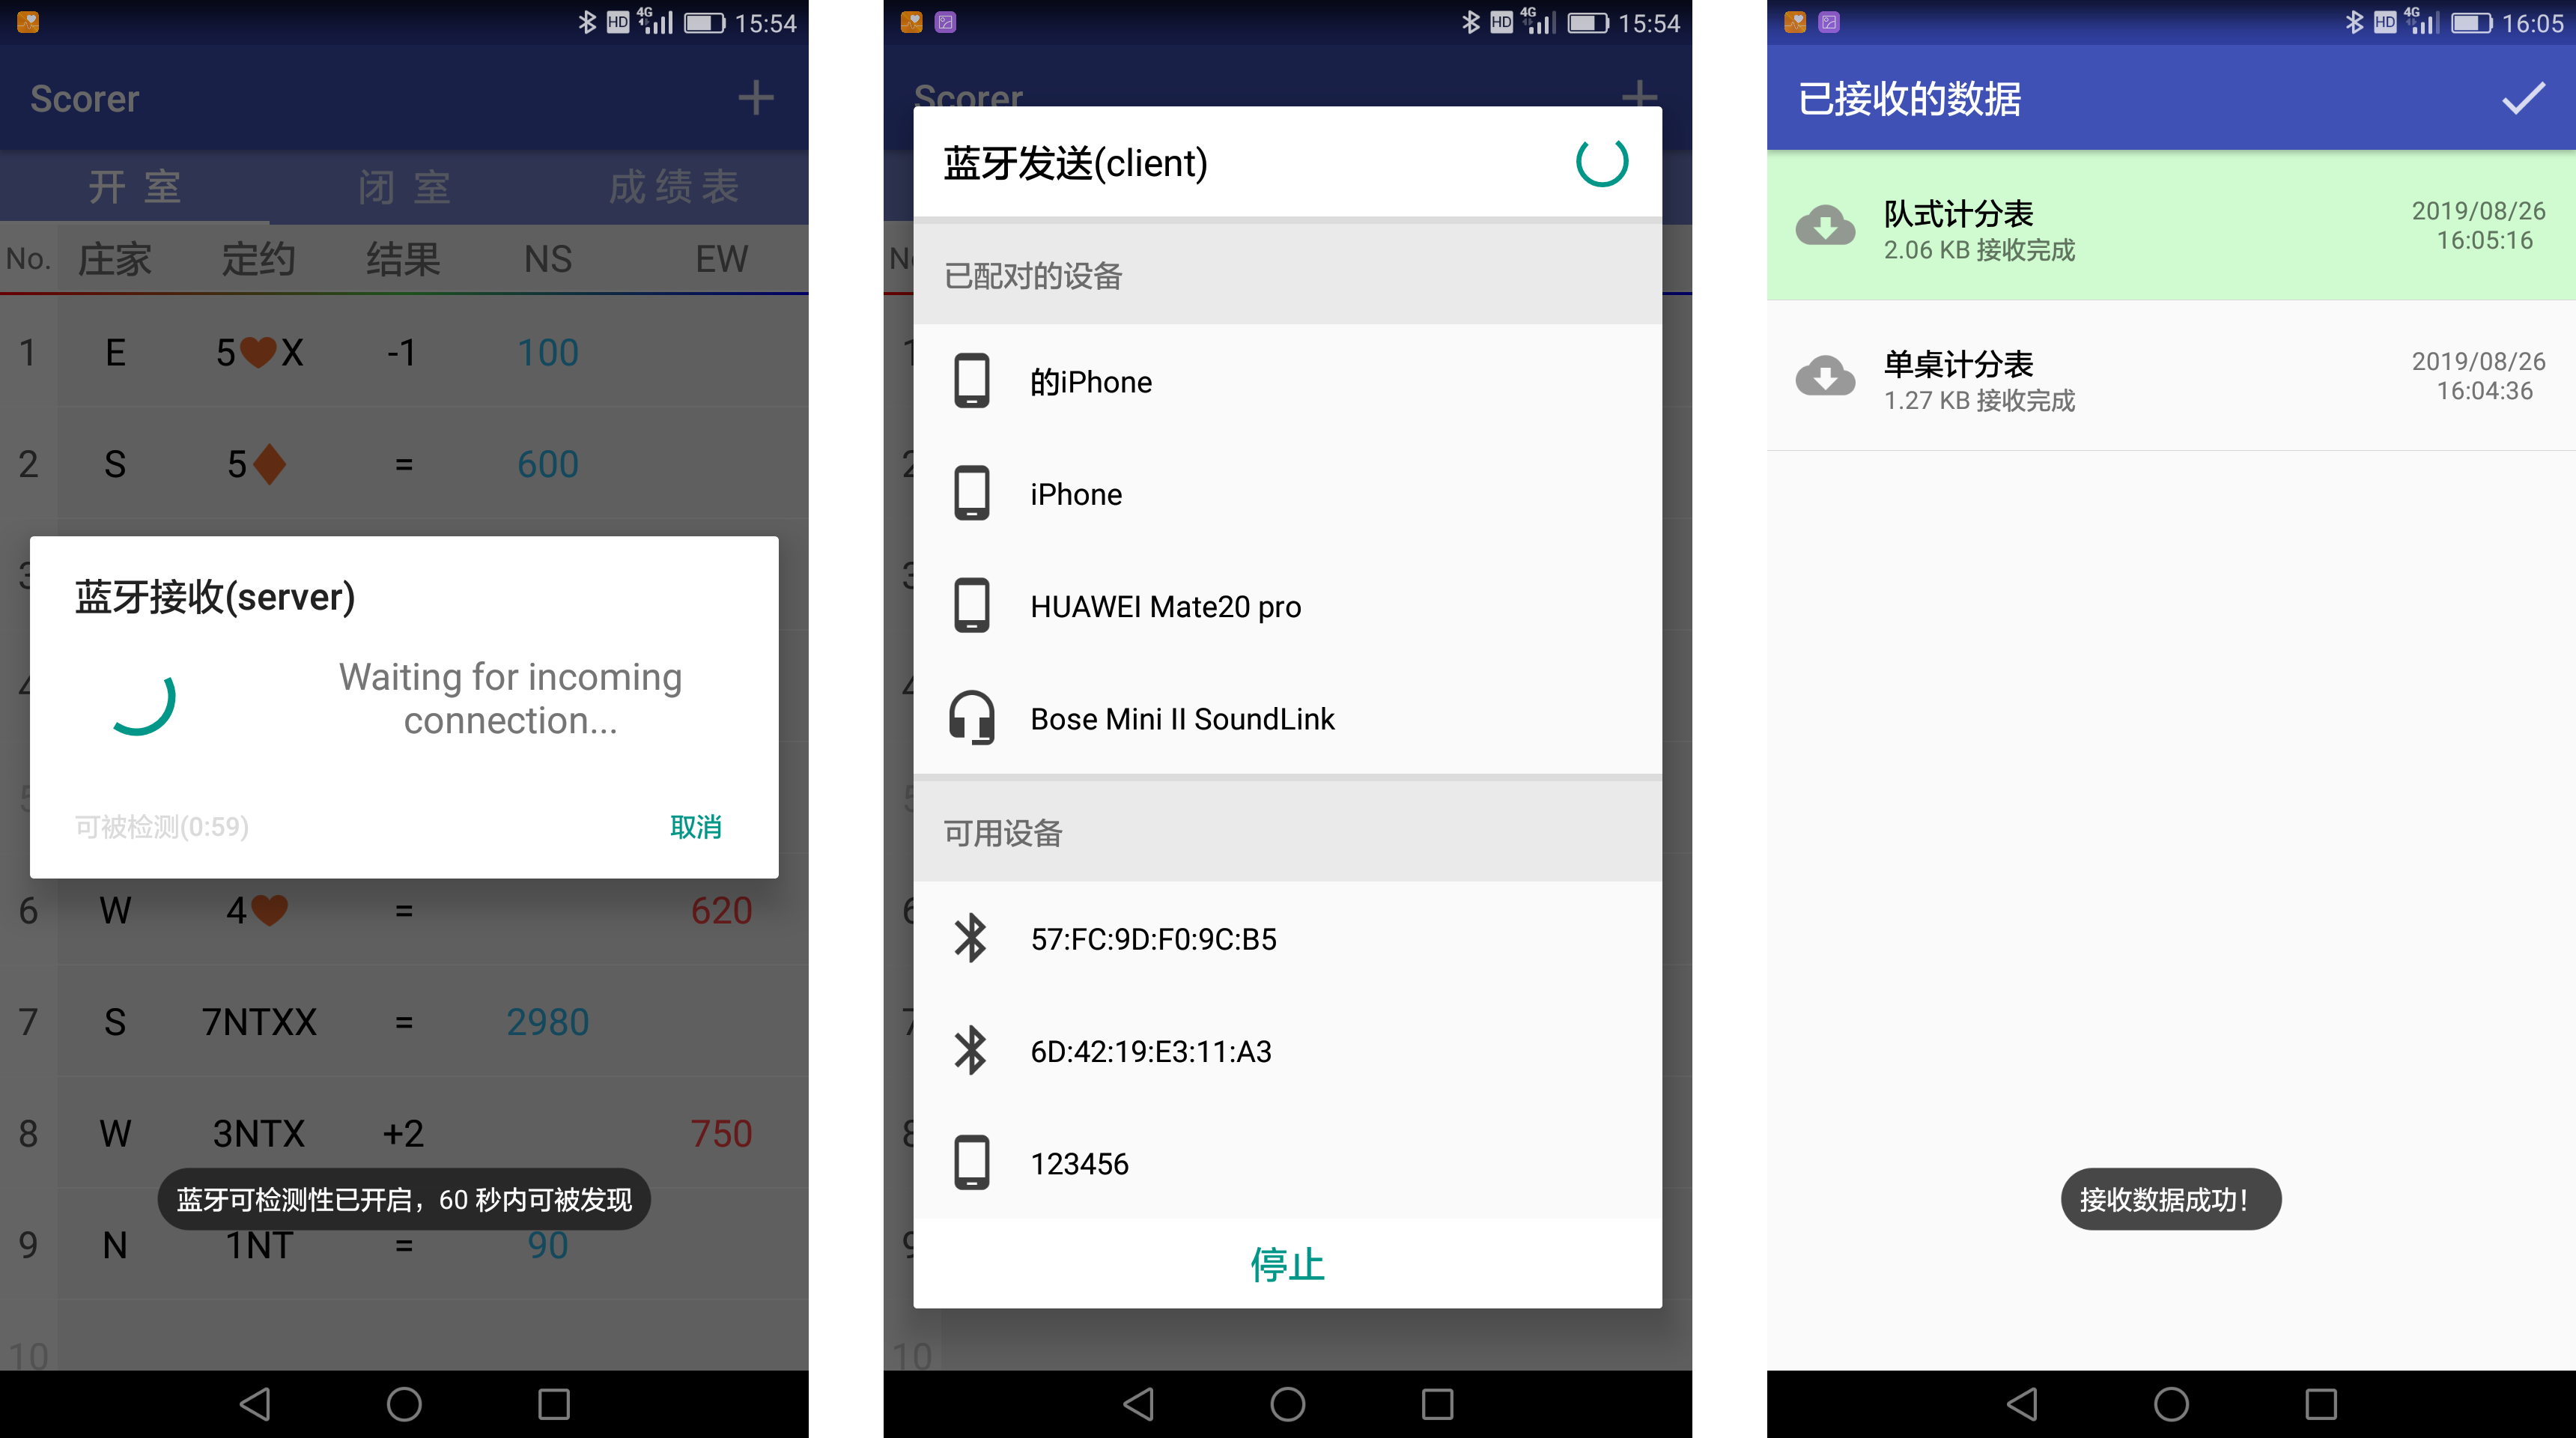 HD 4G 15:54
Scorer
开 室 闭 室 成 绩 表
No. 庄家 定约 结果 NS EW
1 E 5♥X -1 100
2 S 5♦ = 600
3
蓝牙接收(server)
Waiting for incoming
connection...
4
5
可被检测(0:59) 取消
6 W 4♥ = 620
7 S 7NTXX = 2980
8 W 3NTX +2 750
蓝牙可检测性已开启，60 秒内可被发现
9 N 1NT = 90
10
HD 4G 15:54
Scorer
蓝牙发送(client)
已配对的设备
的iPhone
iPhone
HUAWEI Mate20 pro
Bose Mini II SoundLink
可用设备
57:FC:9D:F0:9C:B5
6D:42:19:E3:11:A3
123456
停止
10
HD 4G 16:05
已接收的数据
队式计分表 2019/08/26
2.06 KB 接收完成 16:05:16
单桌计分表 2019/08/26
1.27 KB 接收完成 16:04:36
接收数据成功！